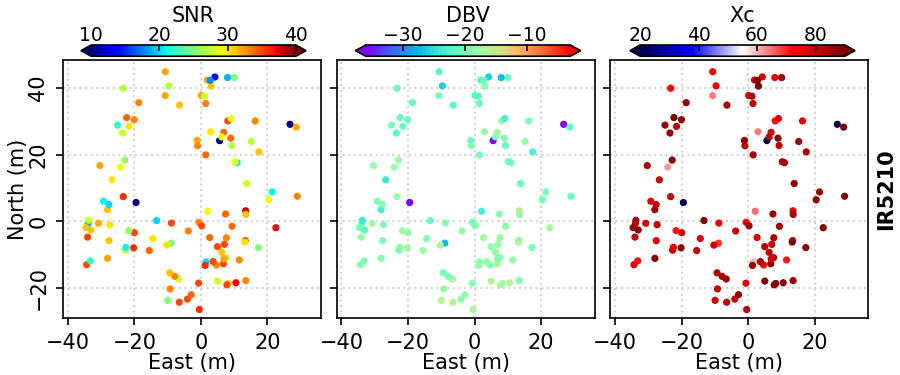 SNR DBV Xc
10 20 30 40 −30 −20 −10 20 40 60 80
40
20
0
−20
North (m)
IR5210
−40 −20 0 20 −40 −20 0 20 −40 −20 0 20
East (m) East (m) East (m)